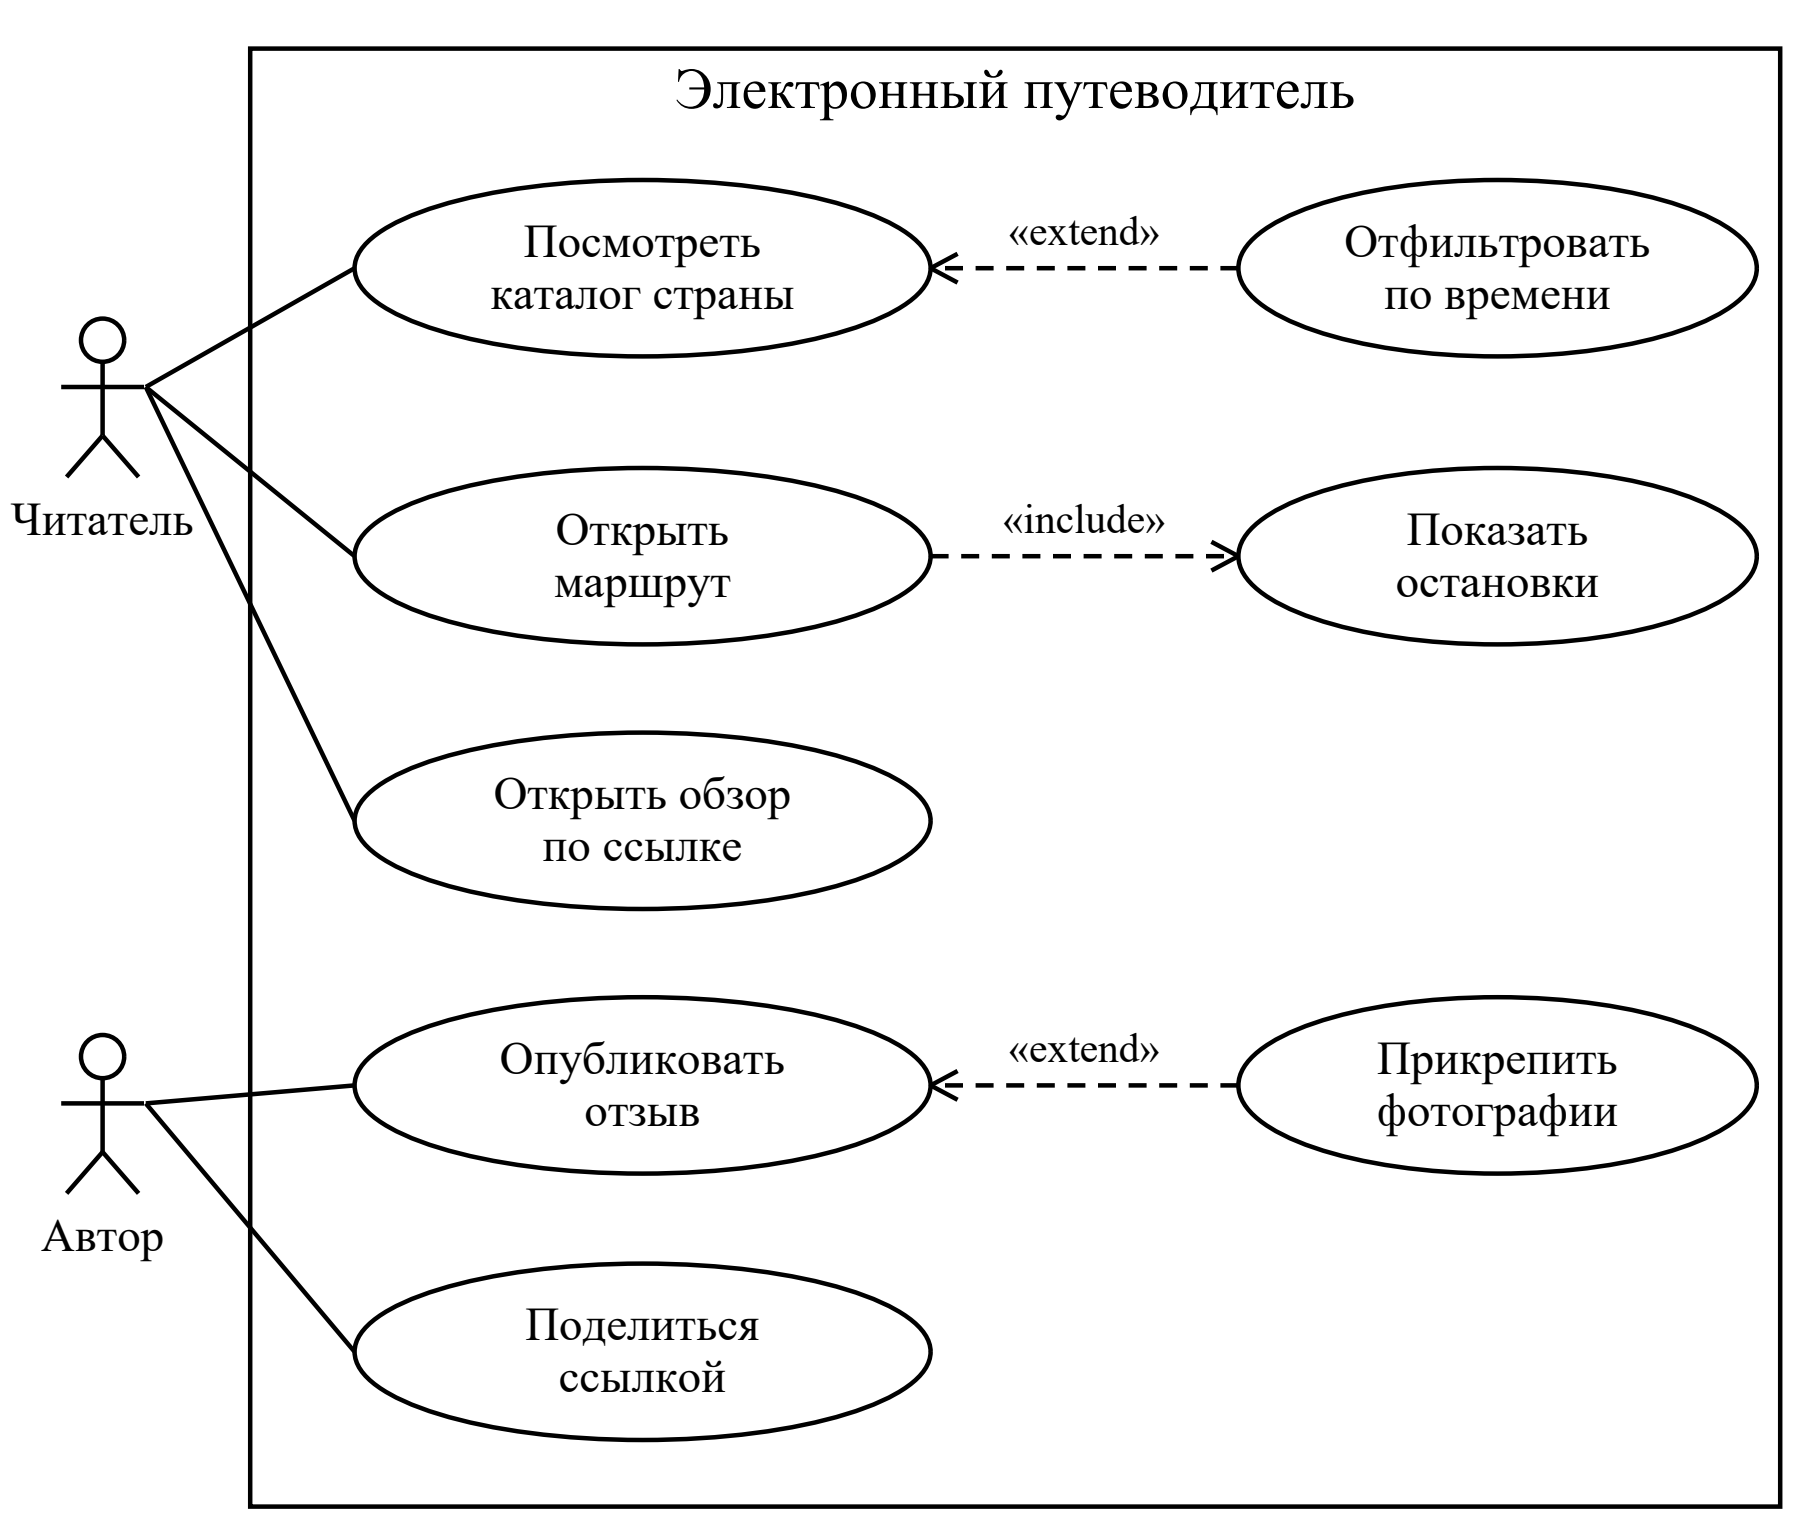 Электронный путеводитель
Посмотреть
каталог страны
«extend»
Отфильтровать
по времени
Читатель
Открыть
маршрут
«include»
Показать
остановки
Открыть обзор
по ссылке
Опубликовать
отзыв
«extend»
Прикрепить
фотографии
Автор
Поделиться
ссылкой